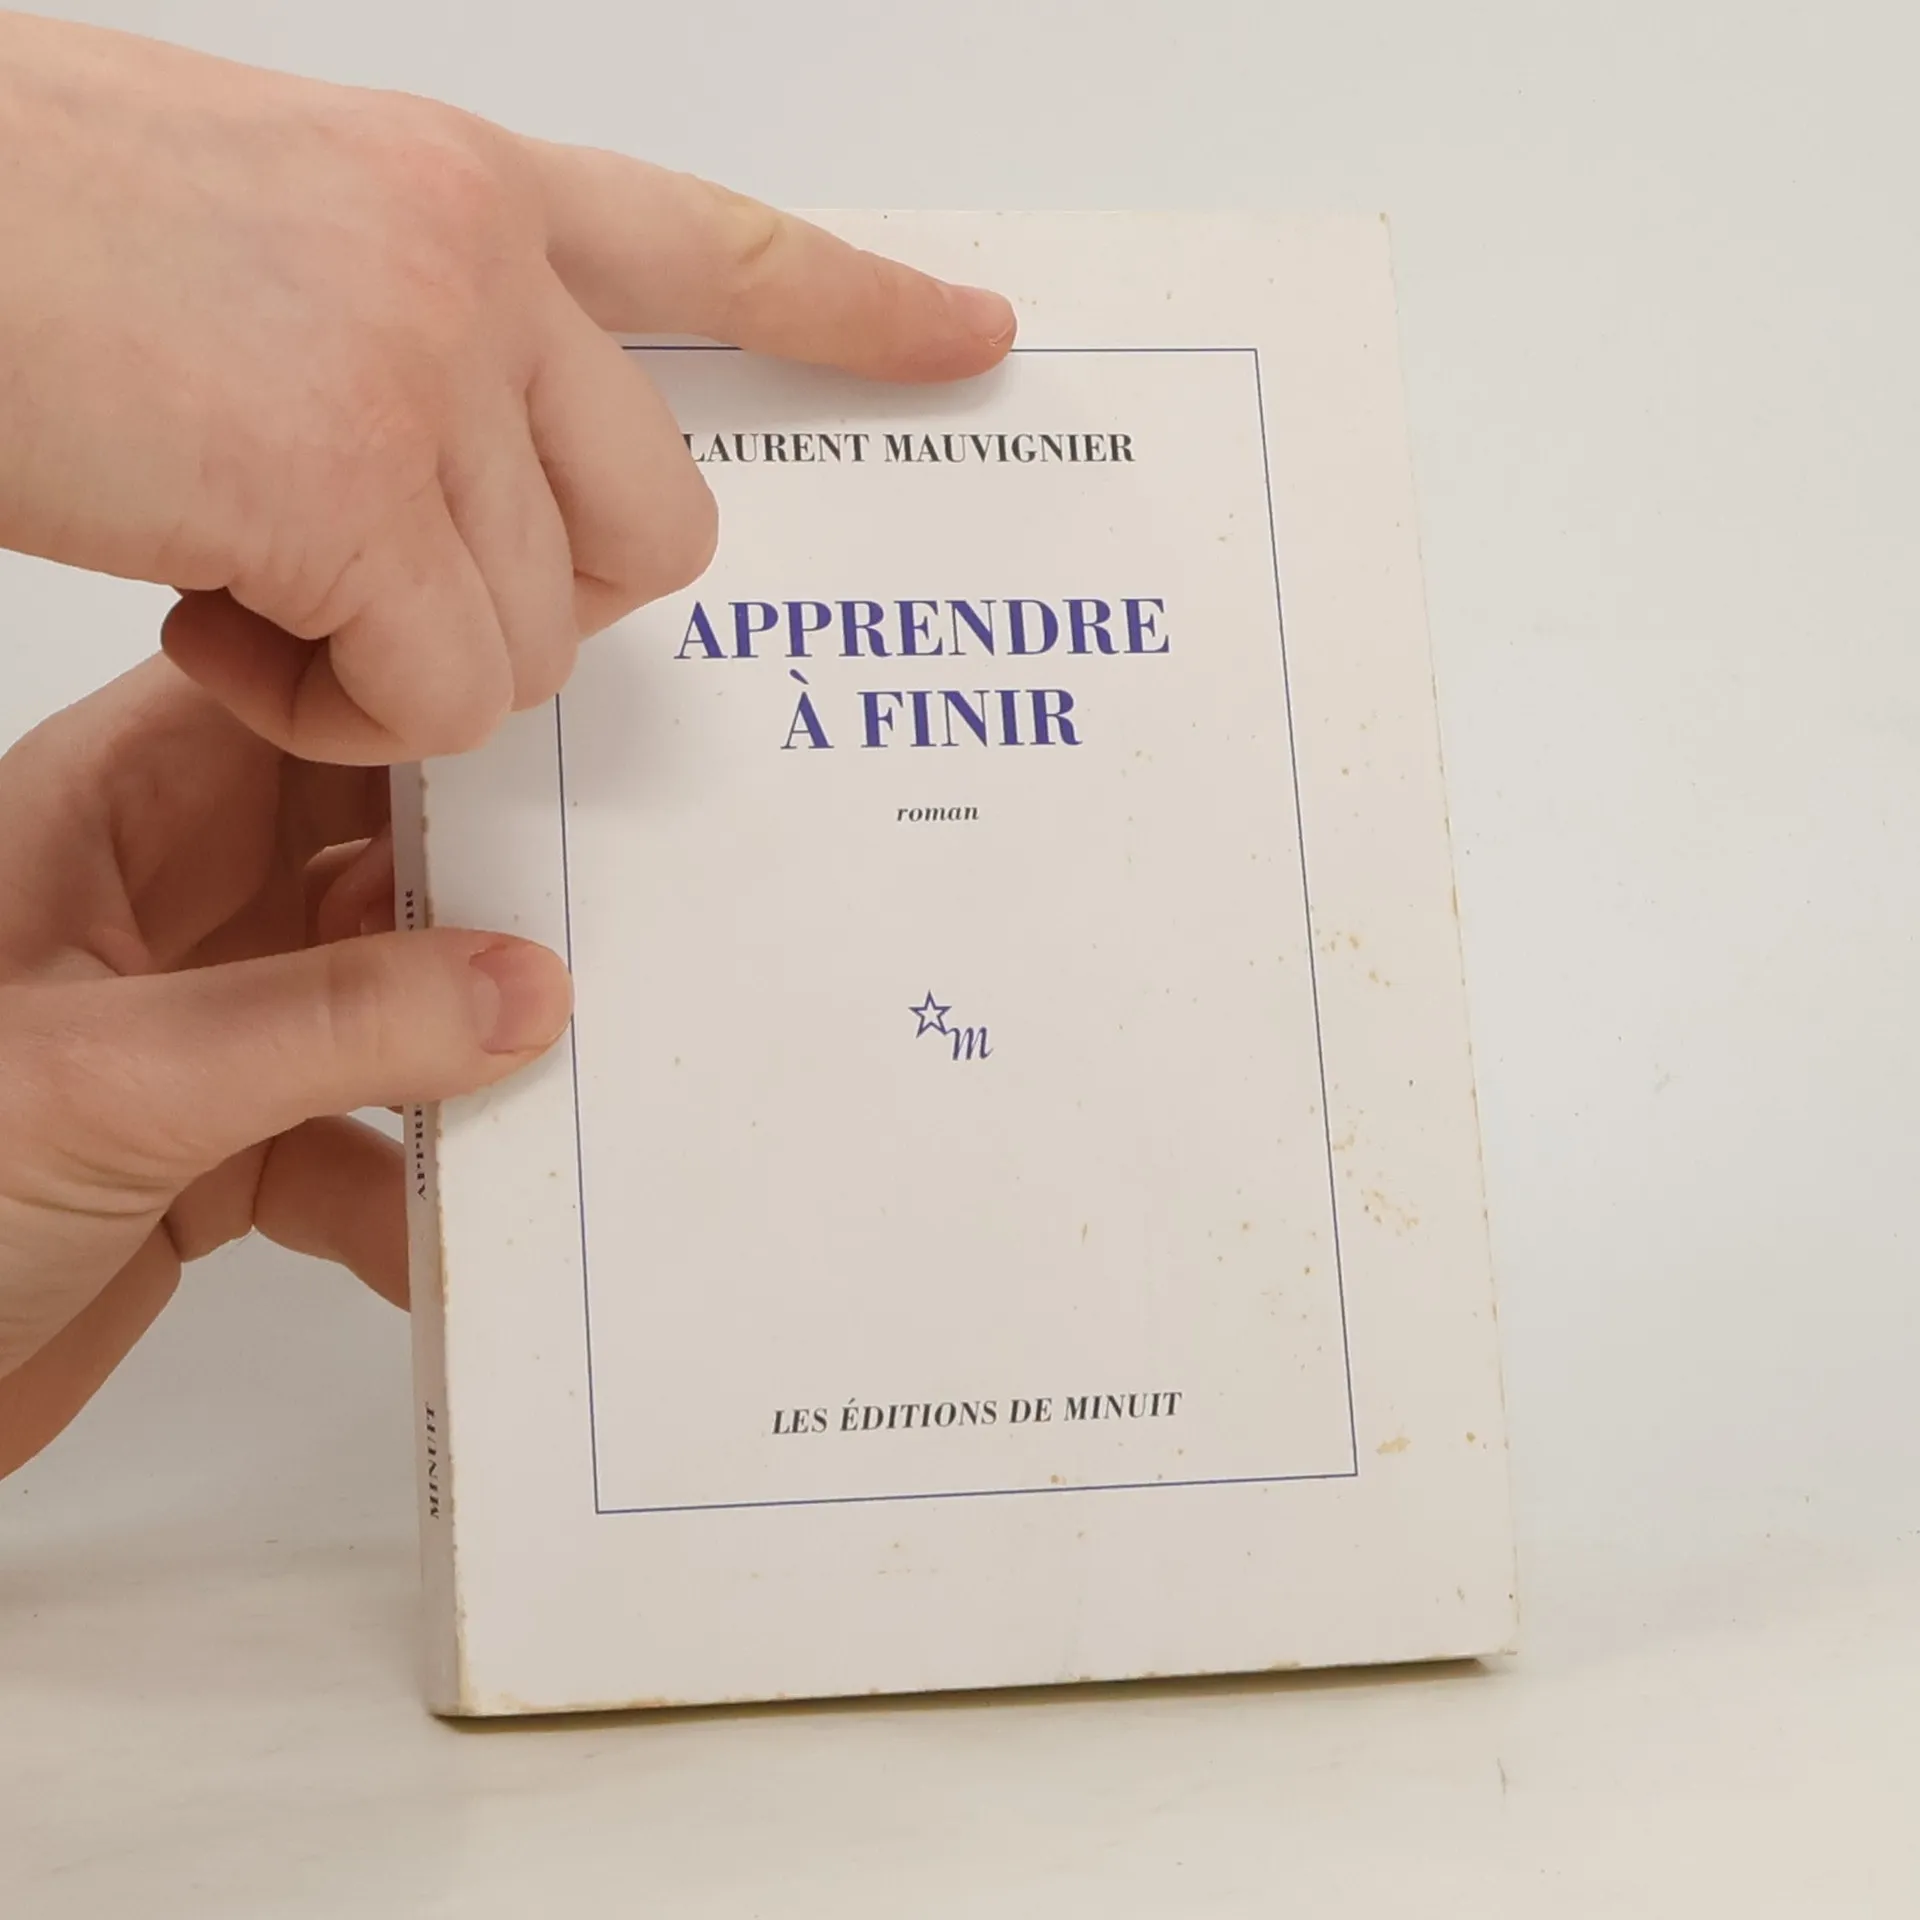 LAURENT MAUVIGNIER
APPRENDRE
À FINIR
roman
m
LES ÉDITIONS DE MINUIT
MINUIT